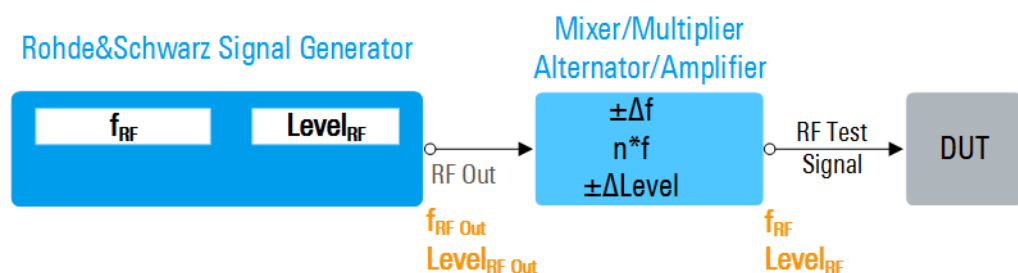 Rohde&Schwarz Signal Generator
Mixer/Multiplier
Alternator/Amplifier
fRF
LevelRF
±Δf
n*f
±ΔLevel
RF Out
RF Test
Signal
DUT
fRF Out
LevelRF Out
fRF
LevelRF